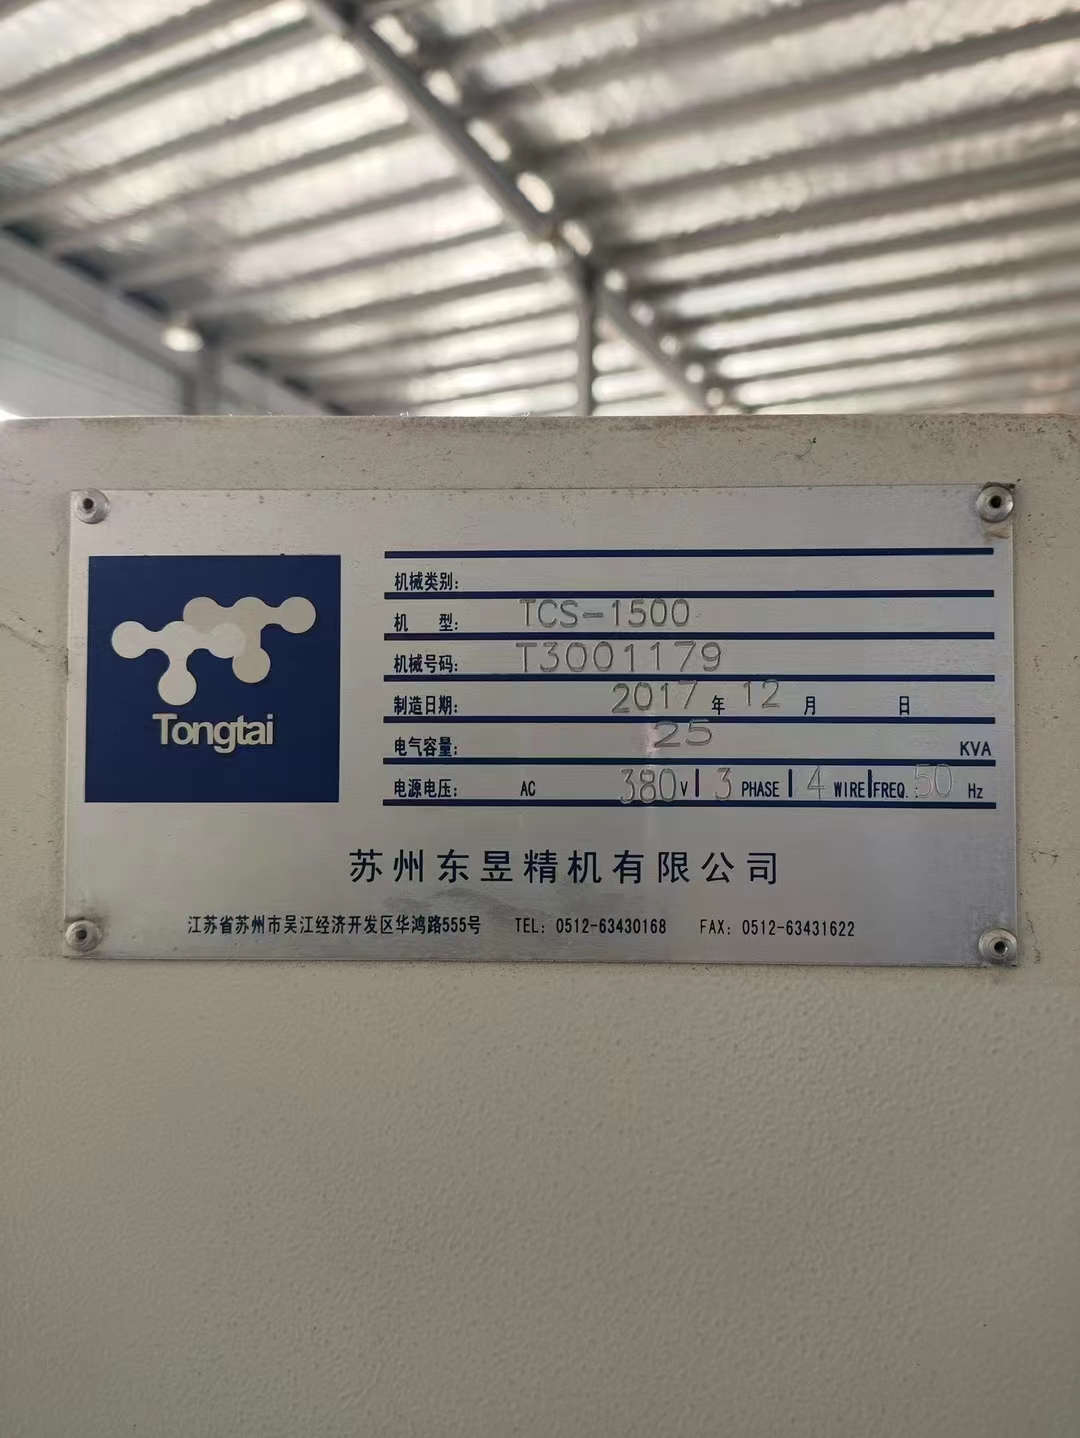 Tongtai
机械类别:
机 型: TCS-1500
机械号码: T3001179
制造日期: 2017 年 12 月 日
电气容量: 25 KVA
电源电压: AC 380 V | 3 PHASE | 4 WIRE | FREQ.: 50 Hz
苏州东昱精机有限公司
江苏省苏州市吴江经济开发区华鸿路555号 TEL: 0512-63430168 FAX: 0512-63431622